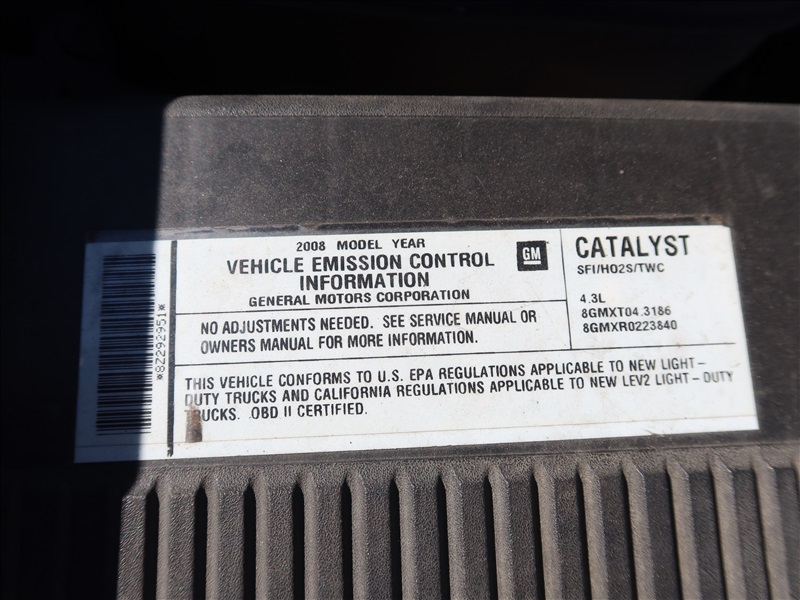 *8Z292951*
2008 MODEL YEAR
VEHICLE EMISSION CONTROL
INFORMATION
GENERAL MOTORS CORPORATION
GM
NO ADJUSTMENTS NEEDED. SEE SERVICE MANUAL OR
OWNERS MANUAL FOR MORE INFORMATION.
CATALYST
SFI/HO2S/TWC
4.3L
8GMXT04.3186
8GMXR0223840
THIS VEHICLE CONFORMS TO U.S. EPA REGULATIONS APPLICABLE TO NEW LIGHT-
DUTY TRUCKS AND CALIFORNIA REGULATIONS APPLICABLE TO NEW LEV2 LIGHT-DUTY
TRUCKS. OBD II CERTIFIED.